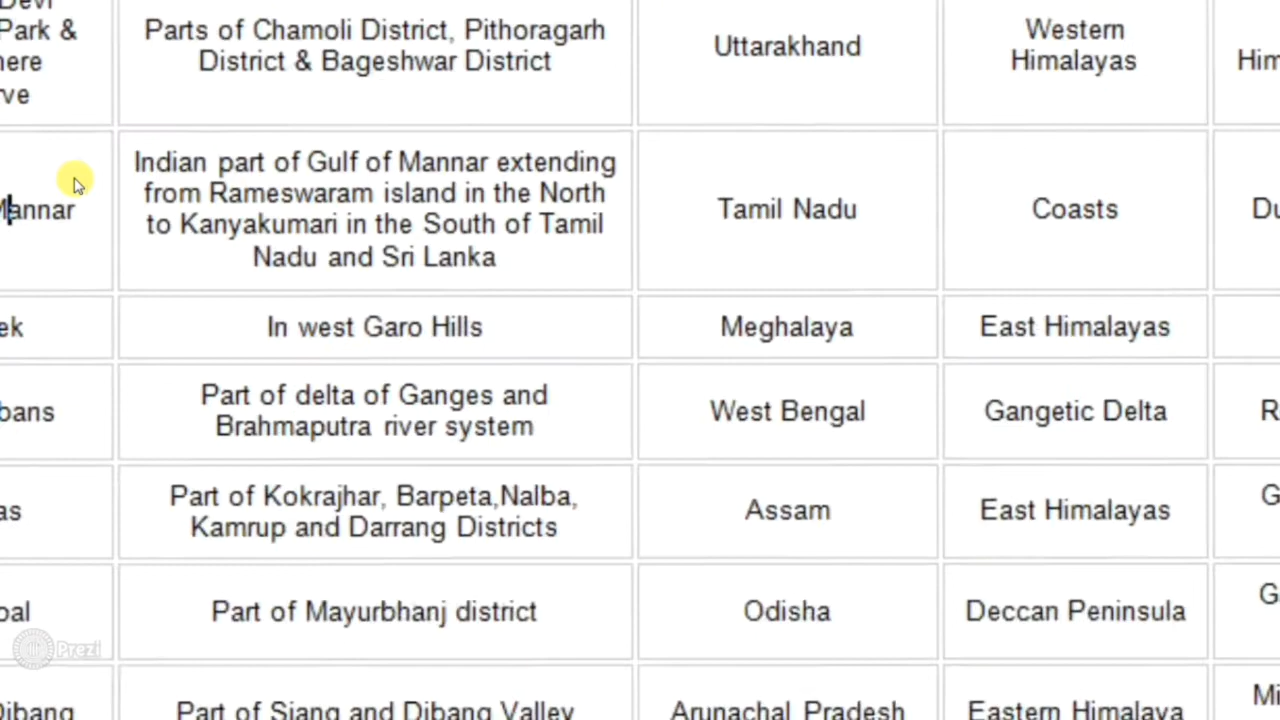 Devi
Park &
here
rve
Parts of Chamoli District, Pithoragarh
District & Bageshwar District
Uttarakhand
Western
Himalayas
Him
Mannar
Indian part of Gulf of Mannar extending
from Rameswaram island in the North
to Kanyakumari in the South of Tamil
Nadu and Sri Lanka
Tamil Nadu
Coasts
Du
ek
In west Garo Hills
Meghalaya
East Himalayas
bans
Part of delta of Ganges and
Brahmaputra river system
West Bengal
Gangetic Delta
R
as
Part of Kokrajhar, Barpeta,Nalba,
Kamrup and Darrang Districts
Assam
East Himalayas
G
pal
Part of Mayurbhanj district
Odisha
Deccan Peninsula
G
Prezi
Dibang
Part of Siang and Dibang Valley
Arunachal Pradesh
Eastern Himalaya
Mi